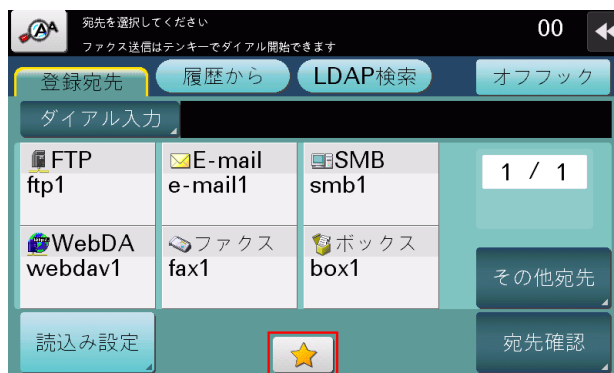 宛先を選択してください
ファクス送信はテンキーでダイアル開始できます
00
登録宛先
履歴から
LDAP検索
オフフック
ダイアル入力
FTP
ftp1
E-mail
e-mail1
SMB
smb1
1 / 1
WebDA
webdav1
ファクス
fax1
ボックス
box1
その他宛先
読込み設定
宛先確認